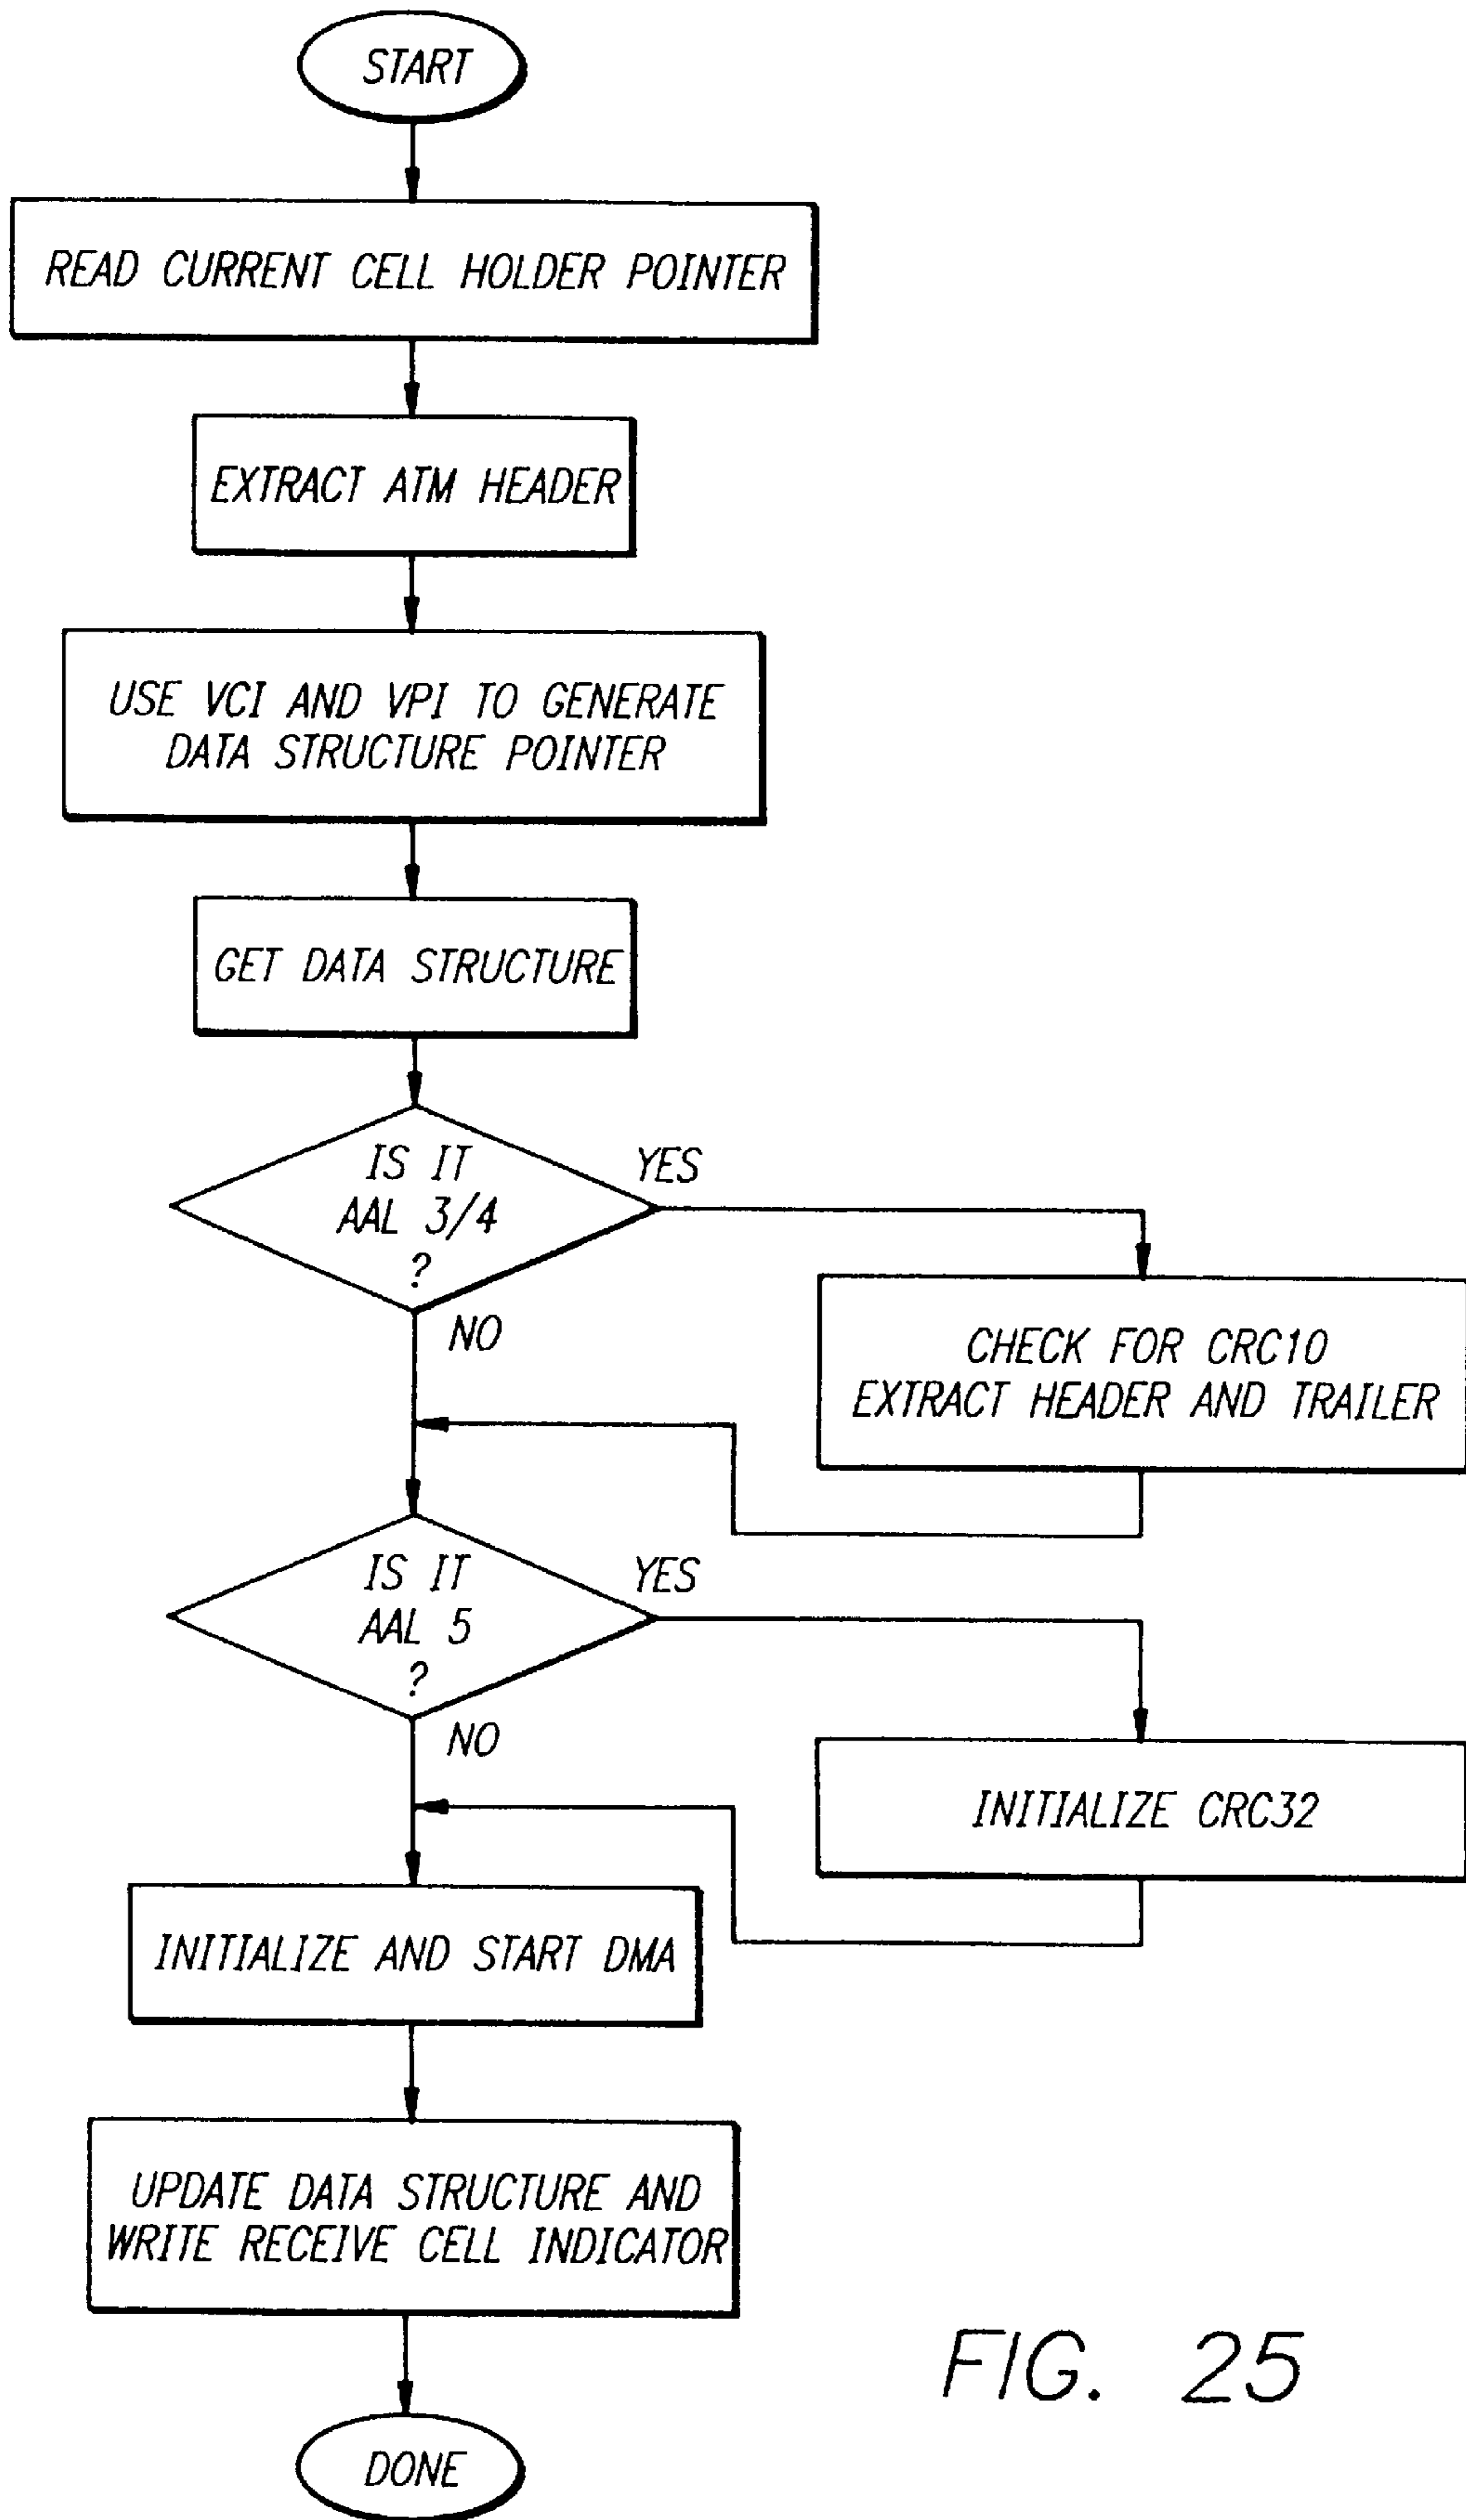 START
READ CURRENT CELL HOLDER POINTER
EXTRACT ATM HEADER
USE VCI AND VPI TO GENERATE
DATA STRUCTURE POINTER
GET DATA STRUCTURE
IS IT
AAL 3/4
?
YES
NO
CHECK FOR CRC10
EXTRACT HEADER AND TRAILER
IS IT
AAL 5
?
YES
NO
INITIALIZE CRC32
INITIALIZE AND START DMA
UPDATE DATA STRUCTURE AND
WRITE RECEIVE CELL INDICATOR
DONE
FIG. 25